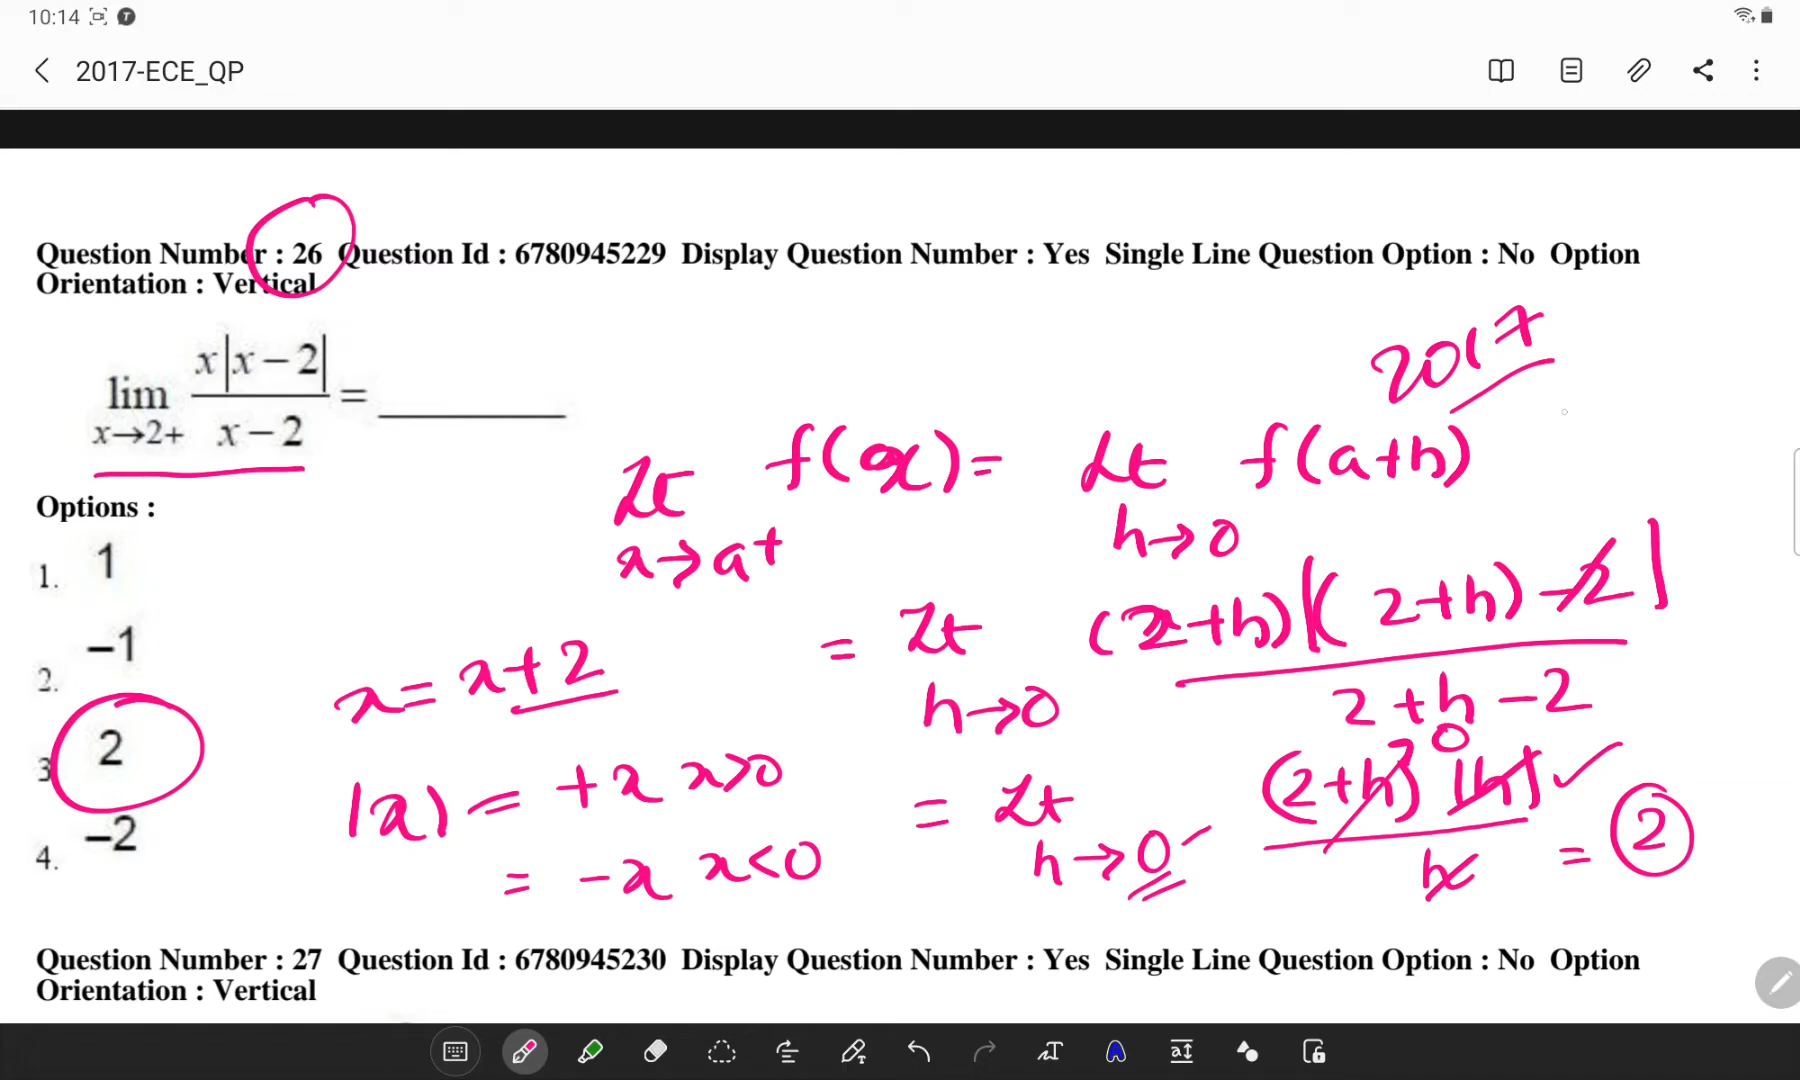 10:14
2017-ECE_QP
Question Number : 26 Question Id : 6780945229 Display Question Number : Yes Single Line Question Option : No Option
Orientation : Vertical
lim x→2+ x|x−2| / x−2 = ________
2017
Lt x→a+ f(x) = Lt h→0 f(a+h)
Options :
1. 1
2. −1
3. 2
4. −2
= Lt h→0 (2+h)|(2+h)−2| / 2+h−2
x = x+2
|x| = +x x>0
= −x x<0
= Lt h→0 (2+h) |h| / h = 2
Question Number : 27 Question Id : 6780945230 Display Question Number : Yes Single Line Question Option : No Option
Orientation : Vertical